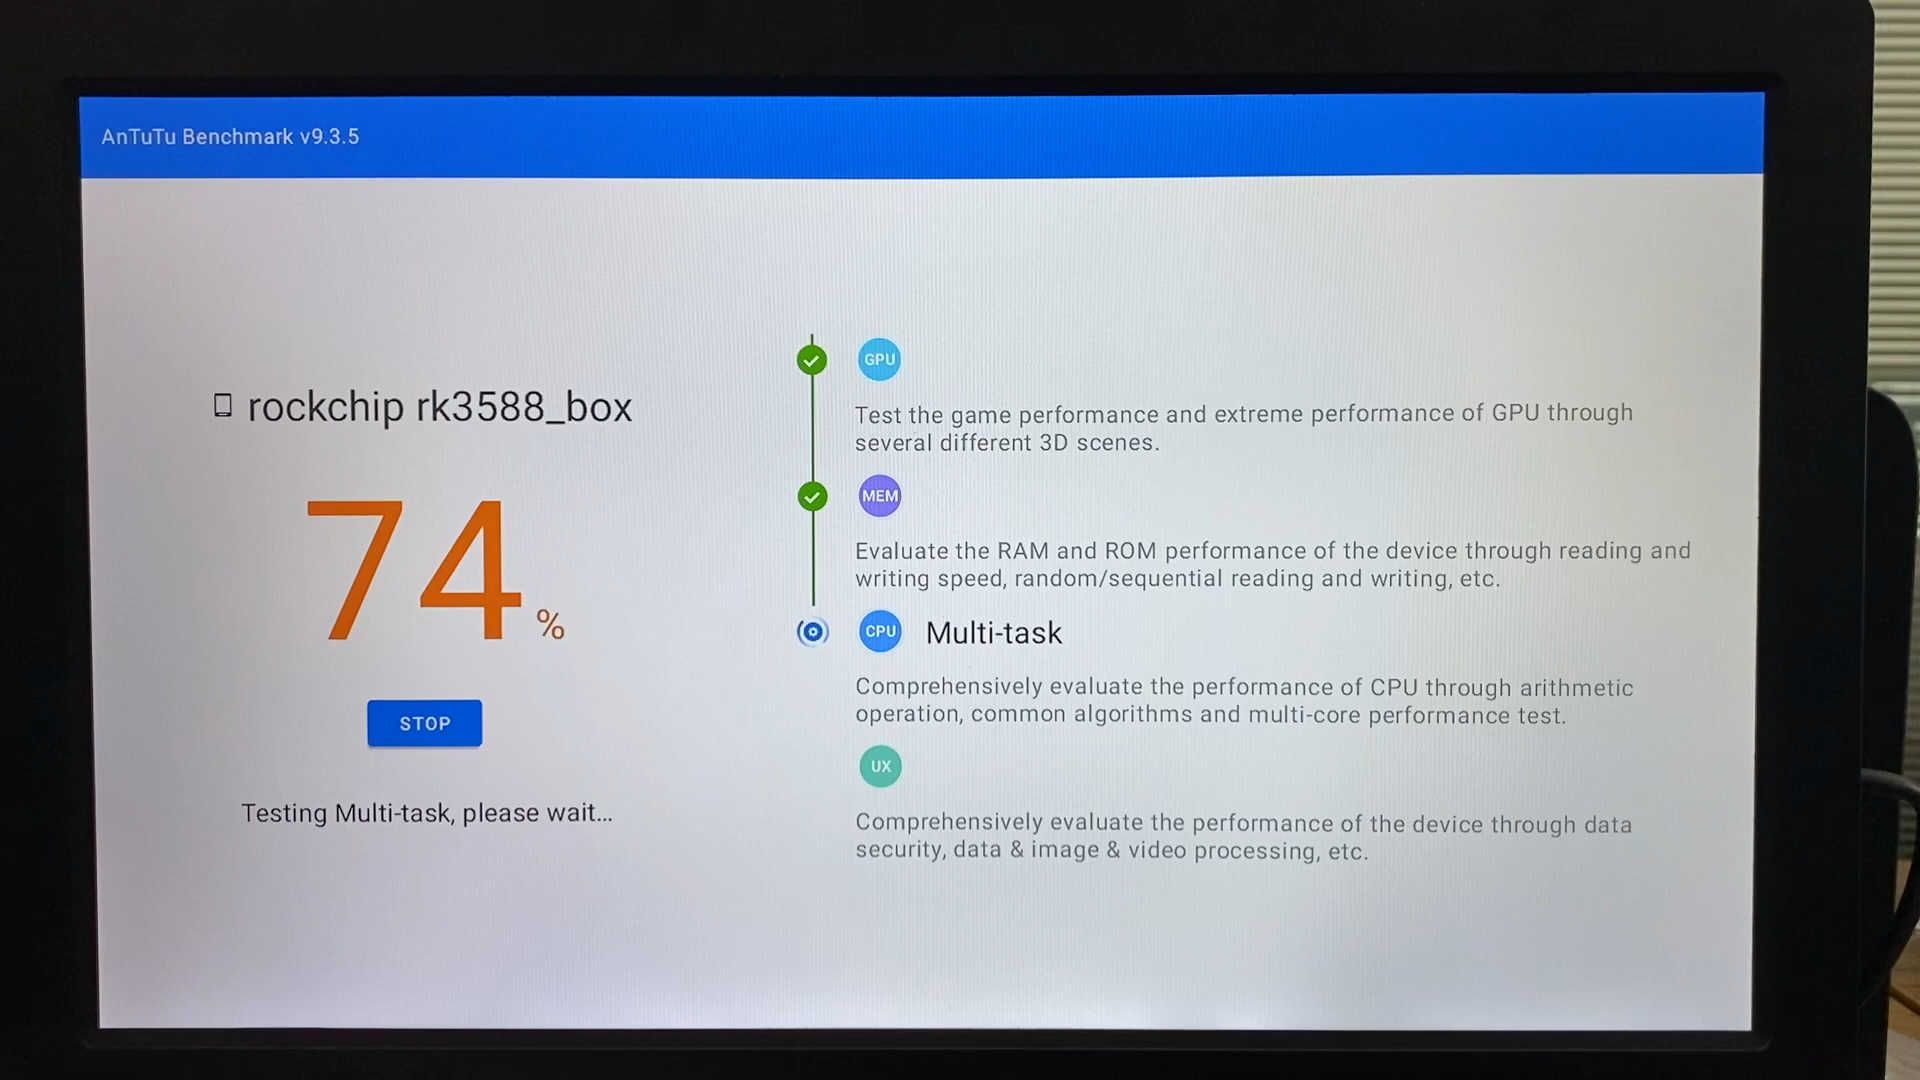 AnTuTu Benchmark v9.3.5
rockchip rk3588_box
74%
STOP
Testing Multi-task, please wait...
GPU
Test the game performance and extreme performance of GPU through
several different 3D scenes.
MEM
Evaluate the RAM and ROM performance of the device through reading and
writing speed, random/sequential reading and writing, etc.
CPU Multi-task
Comprehensively evaluate the performance of CPU through arithmetic
operation, common algorithms and multi-core performance test.
UX
Comprehensively evaluate the performance of the device through data
security, data & image & video processing, etc.